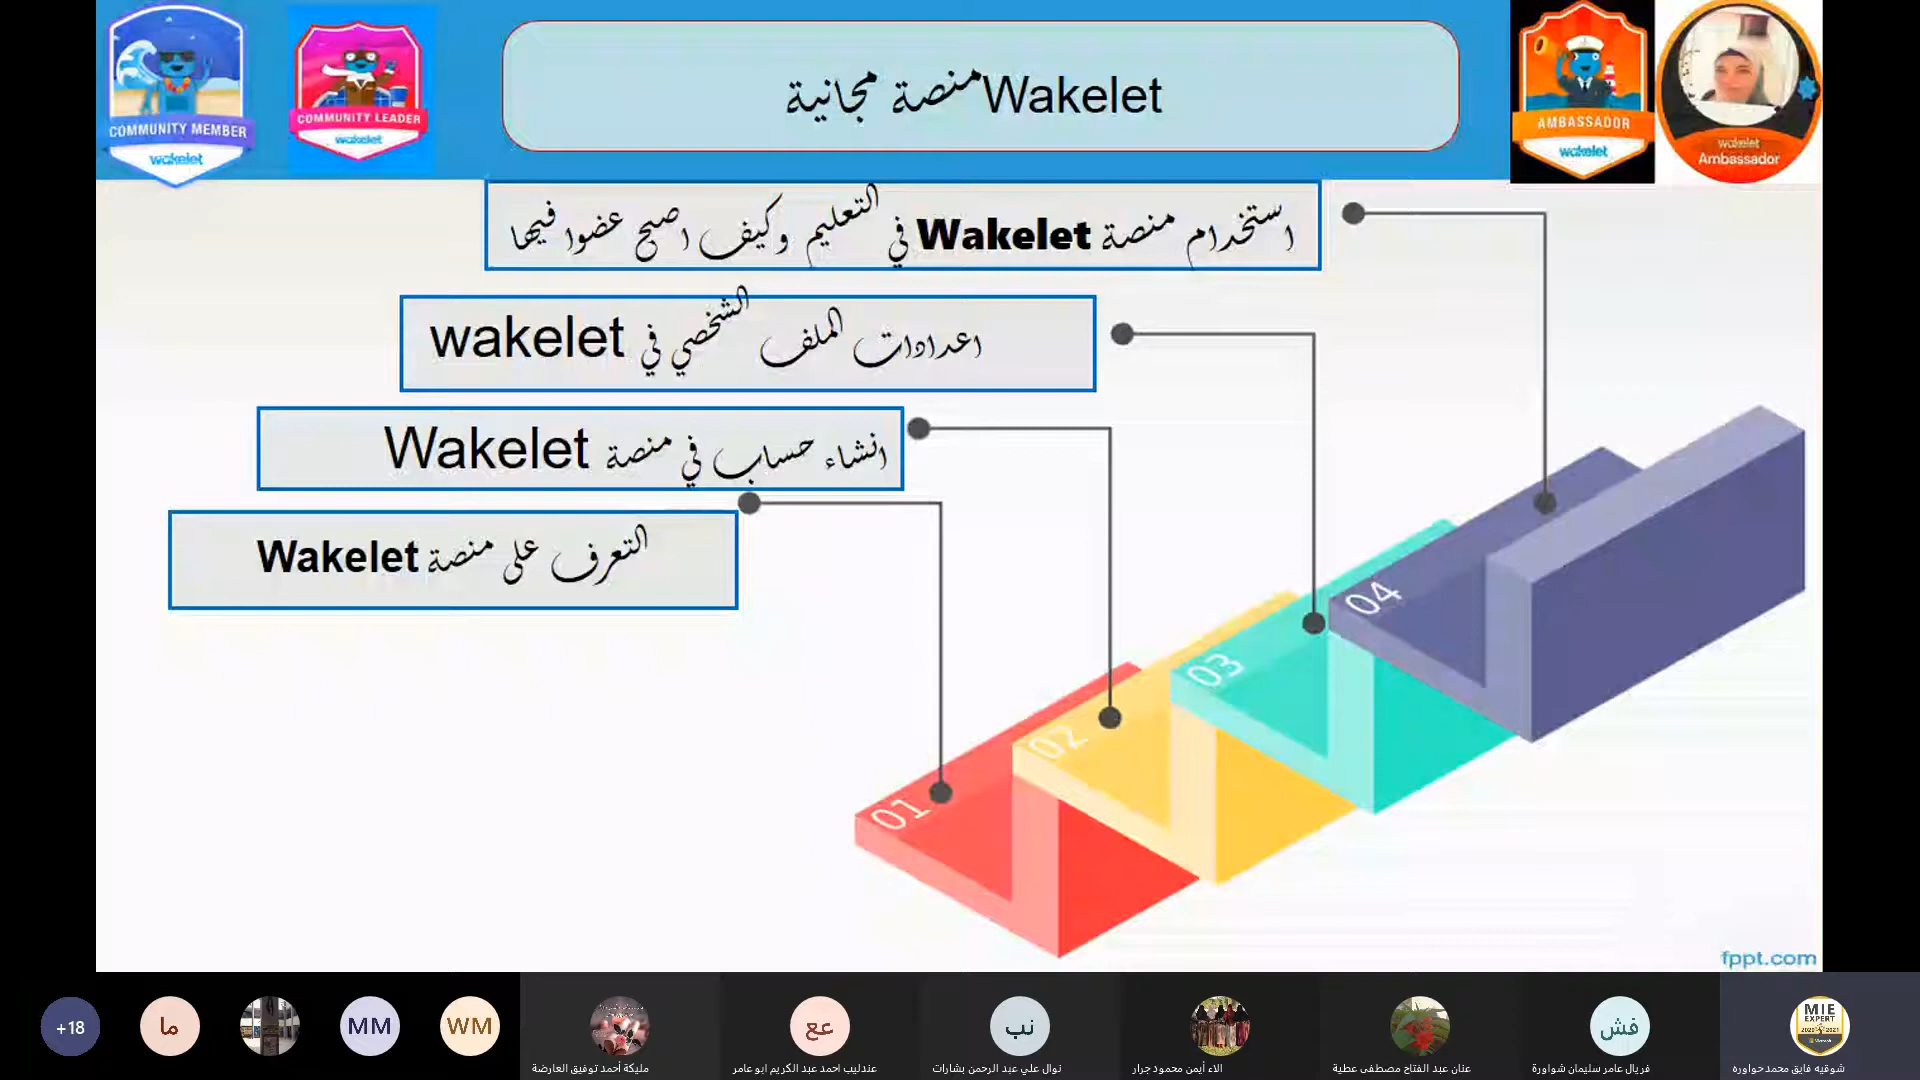 COMMUNITY MEMBER
wakelet
COMMUNITY LEADER
wakelet
Wakeletمنصة مجانية
AMBASSADOR
wakelet
wakelet
Ambassador
استخدام منصة Wakelet في التعليم وكيف اصبح عضوا فيها
اعدادات الملف الشخصي في wakelet
انشاء حساب في منصة Wakelet
التعرف على منصة Wakelet
04
03
02
01
fppt.com
+18
ما
MM
WM
مليكة أحمد توفيق العارضة
عع
عندليب احمد عبد الكريم ابو عامر
نب
نوال علي عبد الرحمن بشارات
الاء أيمن محمود جرار
عنان عبد الفتاح مصطفى عطية
فش
فريال عامر سليمان شواورة
MIE
EXPERT
2020 2021
Microsoft
شوقيه فايق محمد حواوره